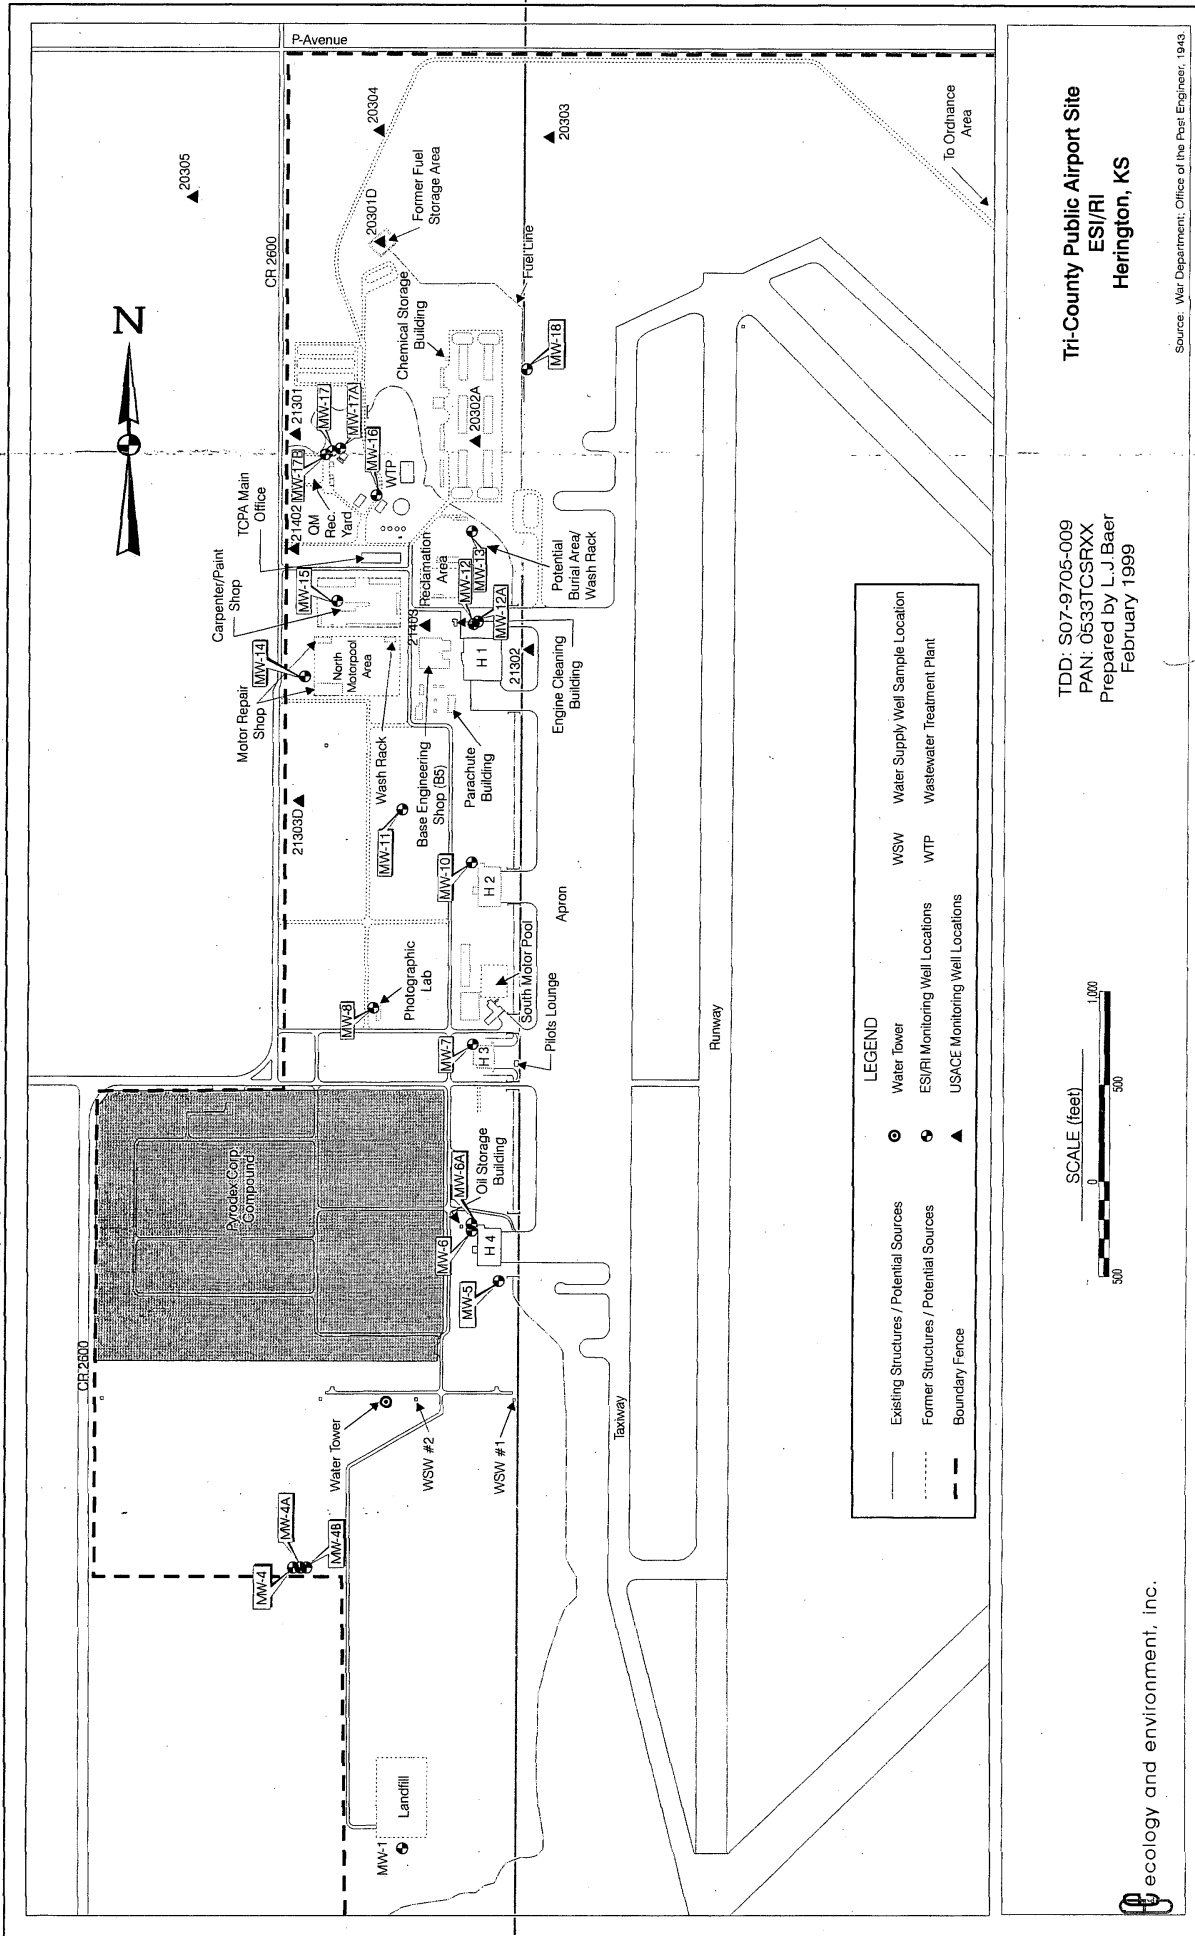 P-Avenue
20305
20304
20303
CR 2600
N
20301D
Former Fuel
Storage Area
To Ordnance
Area
Fuel Line
Chemical Storage
Building
MW-18
21301
MW-17
MW-17A
MW-17B
MW-16
20302A
WTP
QM
Rec.
Yard
21402
TCPA Main
Office
Carpenter/Paint
Shop
MW-15
Reclamation
Area
MW-12
MW-13
MW-12A
Potential
Burial Area/
Wash Rack
21403
H 1
21302
Engine Cleaning
Building
MW-14
North
Motorpool
Area
Motor Repair
Shop
Wash Rack
Base Engineering
Shop (B5)
Parachute
Building
21303D
MW-11
MW-10
H 2
Apron
Photographic
Lab
MW-8
South Motor Pool
Pilots Lounge
MW-7
H 3
Runway
Pyrodex Corp.
Compound
MW-6A
Oil Storage
Building
MW-6
H 4
MW-5
CR 2600
Water Tower
WSW #2
WSW #1
Taxiway
MW-4A
MW-4B
MW-4
Landfill
MW-1
LEGEND
Existing Structures / Potential Sources
Former Structures / Potential Sources
Boundary Fence
Water Tower
ESI/RI Monitoring Well Locations
USACE Monitoring Well Locations
WSW Water Supply Well Sample Location
WTP Wastewater Treatment Plant
Tri-County Public Airport Site
ESI/RI
Herington, KS
Source: War Department; Office of the Post Engineer, 1943.
TDD: S07-9705-009
PAN: 0533TCSRXX
Prepared by L.J.Baer
February 1999
SCALE (feet)
500 0 500 1,000
ecology and environment, inc.